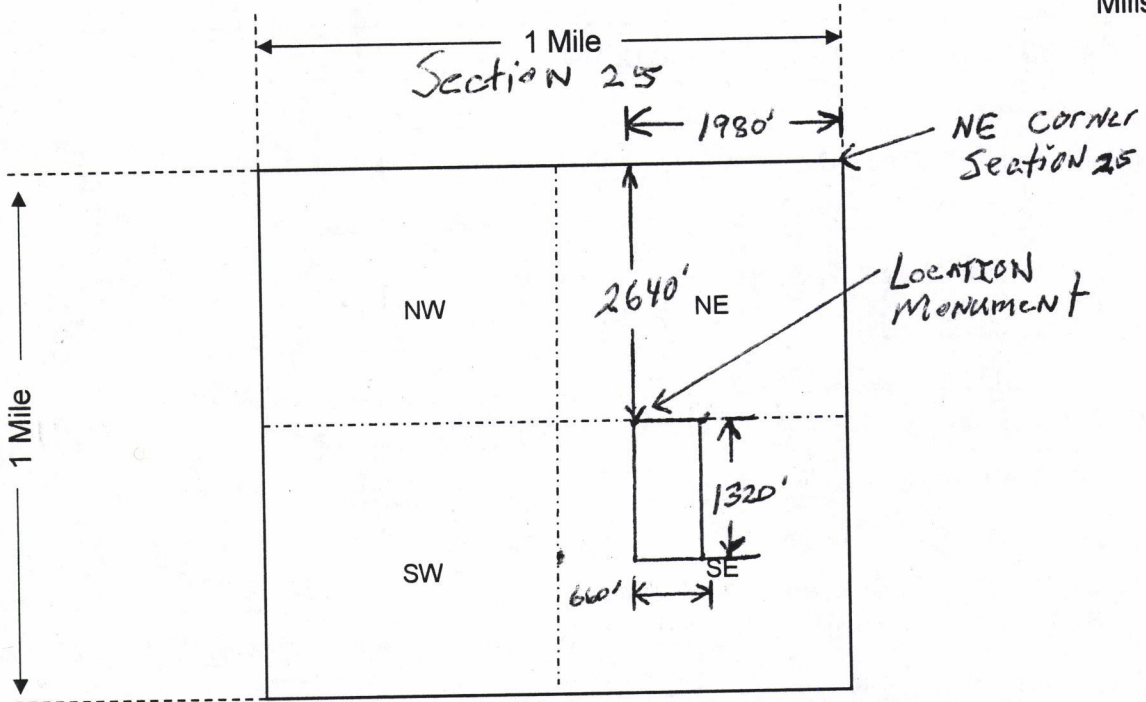 Mills
1 Mile
Section 25
1980'
NE Corner
Section 25
LOCATION
MONUMENT
2640'
NW
NE
1 Mile
1320'
SW
SE
660'